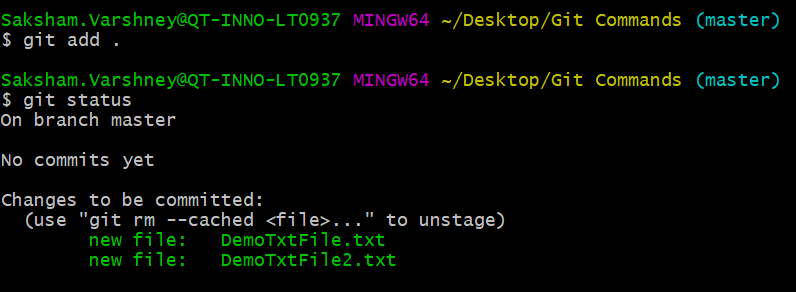 Saksham.Varshney@QT-INNO-LT0937 MINGW64 ~/Desktop/Git Commands (master)
$ git add .
Saksham.Varshney@QT-INNO-LT0937 MINGW64 ~/Desktop/Git Commands (master)
$ git status
On branch master
No commits yet
Changes to be committed:
(use "git rm --cached <file>..." to unstage)
new file: DemoTxtFile.txt
new file: DemoTxtFile2.txt